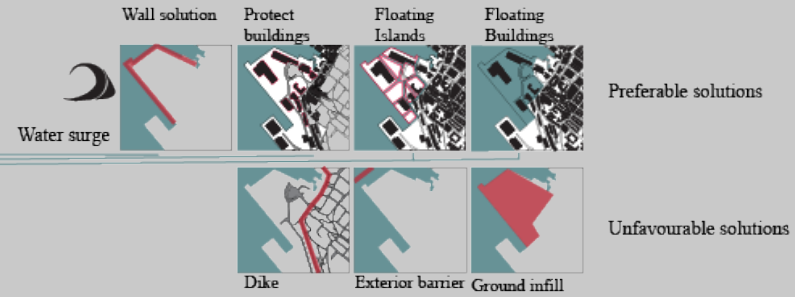 Wall solution
Protect
buildings
Floating
Islands
Floating
Buildings
Preferable solutions
Water surge
Unfavourable solutions
Dike
Exterior barrier
Ground infill